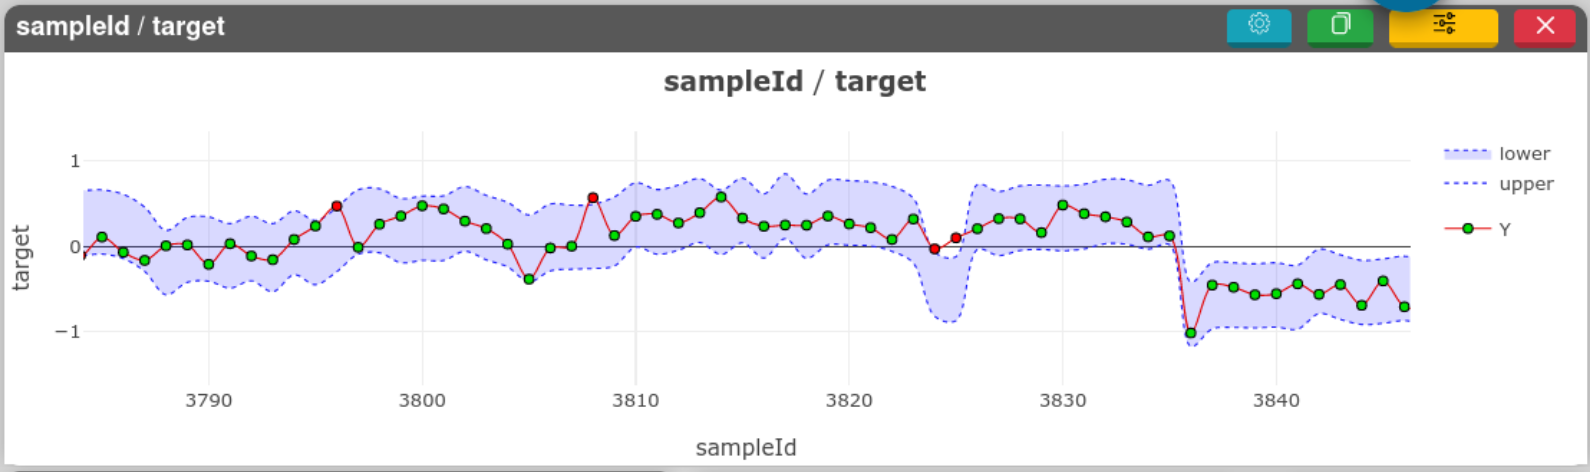 sampleId / target
sampleId / target
lower
upper
Y
target
1
0
−1
3790
3800
3810
3820
3830
3840
sampleId